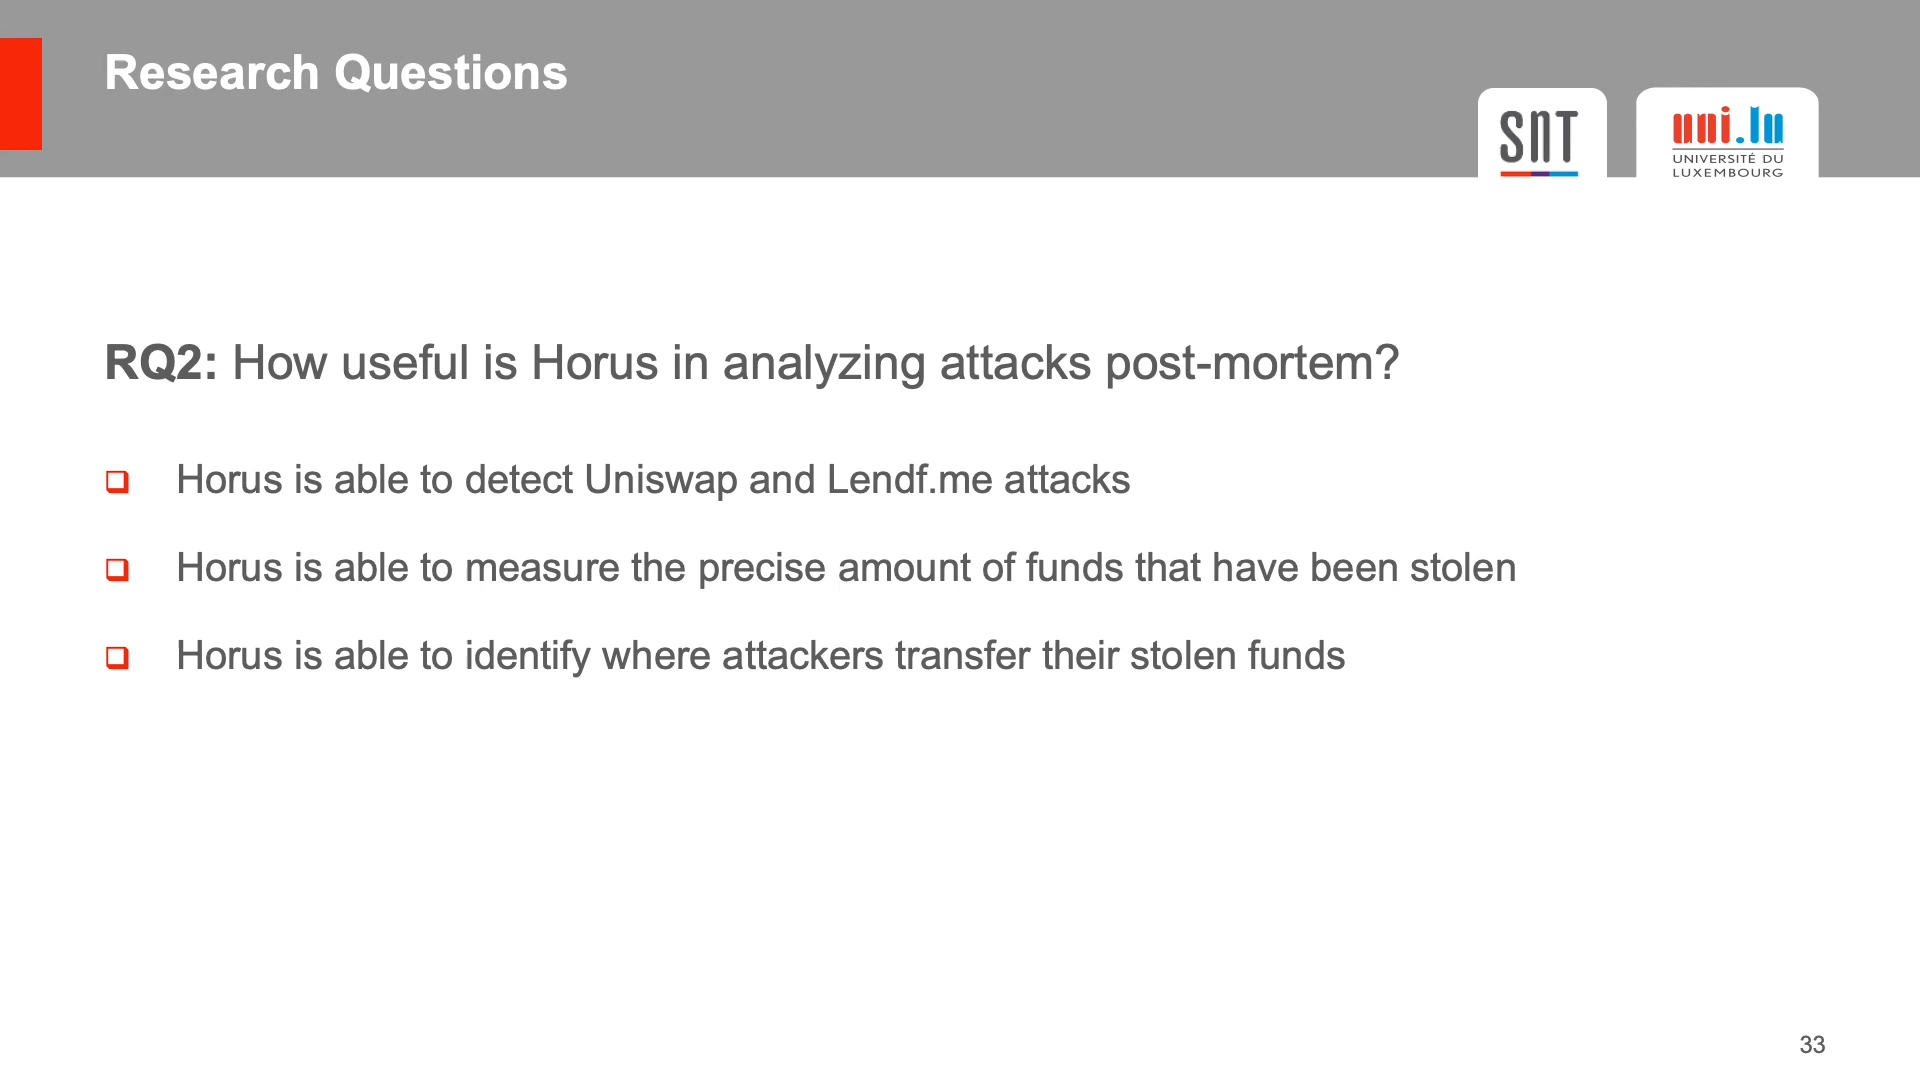 Research Questions
SnT
uni.lu
UNIVERSITÉ DU
LUXEMBOURG
RQ2: How useful is Horus in analyzing attacks post-mortem?
Horus is able to detect Uniswap and Lendf.me attacks
Horus is able to measure the precise amount of funds that have been stolen
Horus is able to identify where attackers transfer their stolen funds
33